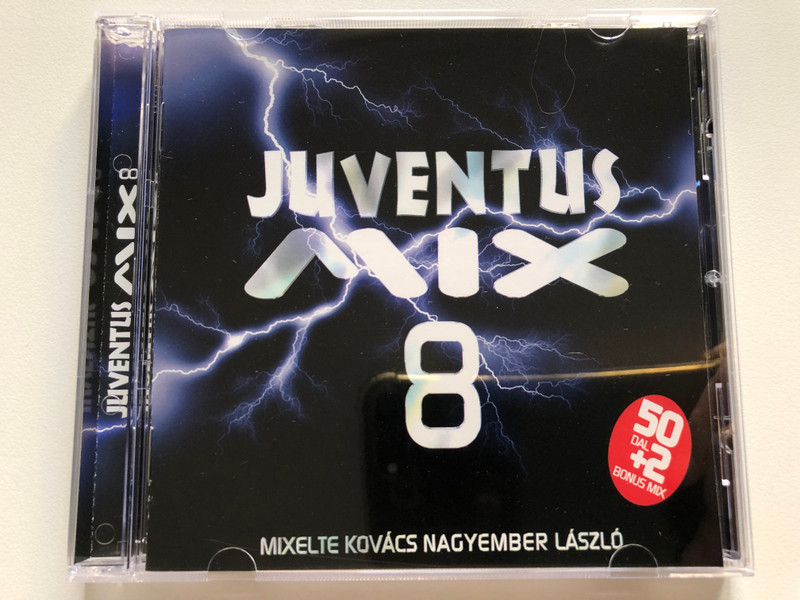 JUVENTUS MIX 8
JUVENTUS
MIX
8
50
DAL
+2
BONUS MIX
MIXELTE KOVÁCS NAGYEMBER LÁSZLÓ